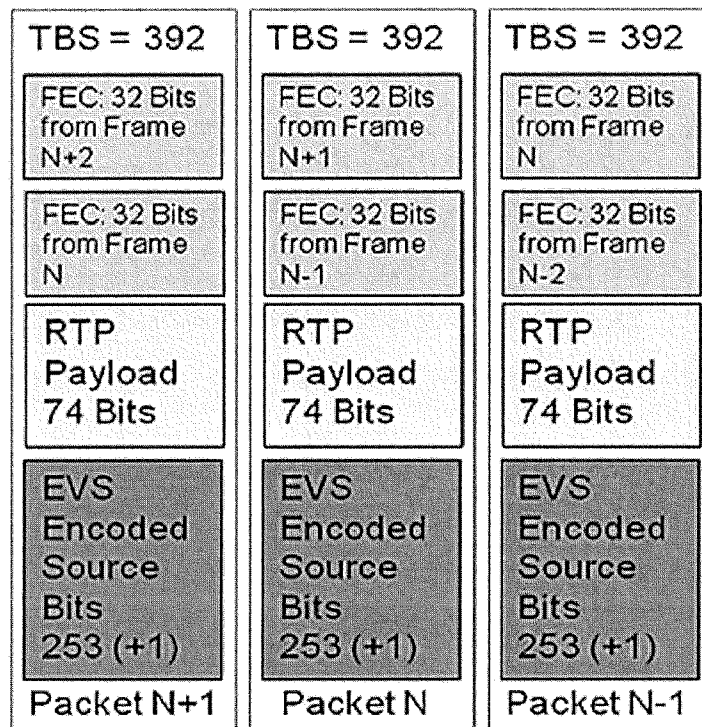 TBS = 392
FEC: 32 Bits
from Frame
N+2
FEC: 32 Bits
from Frame
N
RTP
Payload
74 Bits
EVS
Encoded
Source
Bits
253 (+1)
Packet N+1
TBS = 392
FEC: 32 Bits
from Frame
N+1
FEC: 32 Bits
from Frame
N-1
RTP
Payload
74 Bits
EVS
Encoded
Source
Bits
253 (+1)
Packet N
TBS = 392
FEC: 32 Bits
from Frame
N
FEC: 32 Bits
from Frame
N-2
RTP
Payload
74 Bits
EVS
Encoded
Source
Bits
253 (+1)
Packet N-1